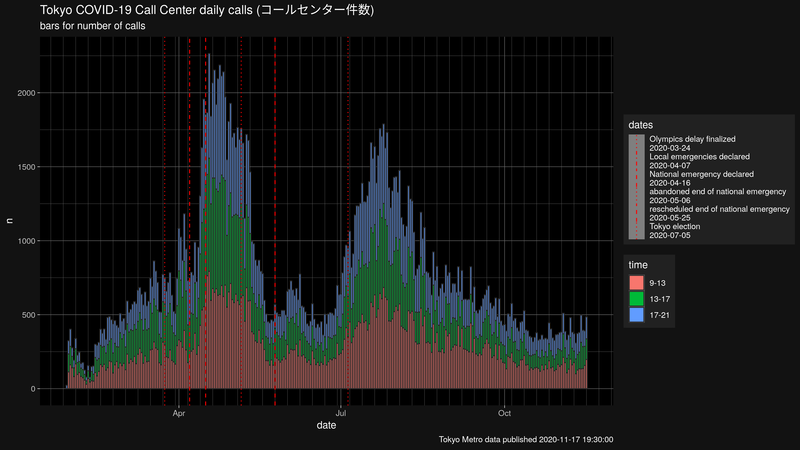 Tokyo COVID-19 Call Center daily calls (コールセンター件数)
bars for number of calls
n
2000
1500
1000
500
0
Apr
Jul
Oct
date
dates
Olympics delay finalized
2020-03-24
Local emergencies declared
2020-04-07
National emergency declared
2020-04-16
abandoned end of national emergency
2020-05-06
rescheduled end of national emergency
2020-05-25
Tokyo election
2020-07-05
time
9-13
13-17
17-21
Tokyo Metro data published 2020-11-17 19:30:00